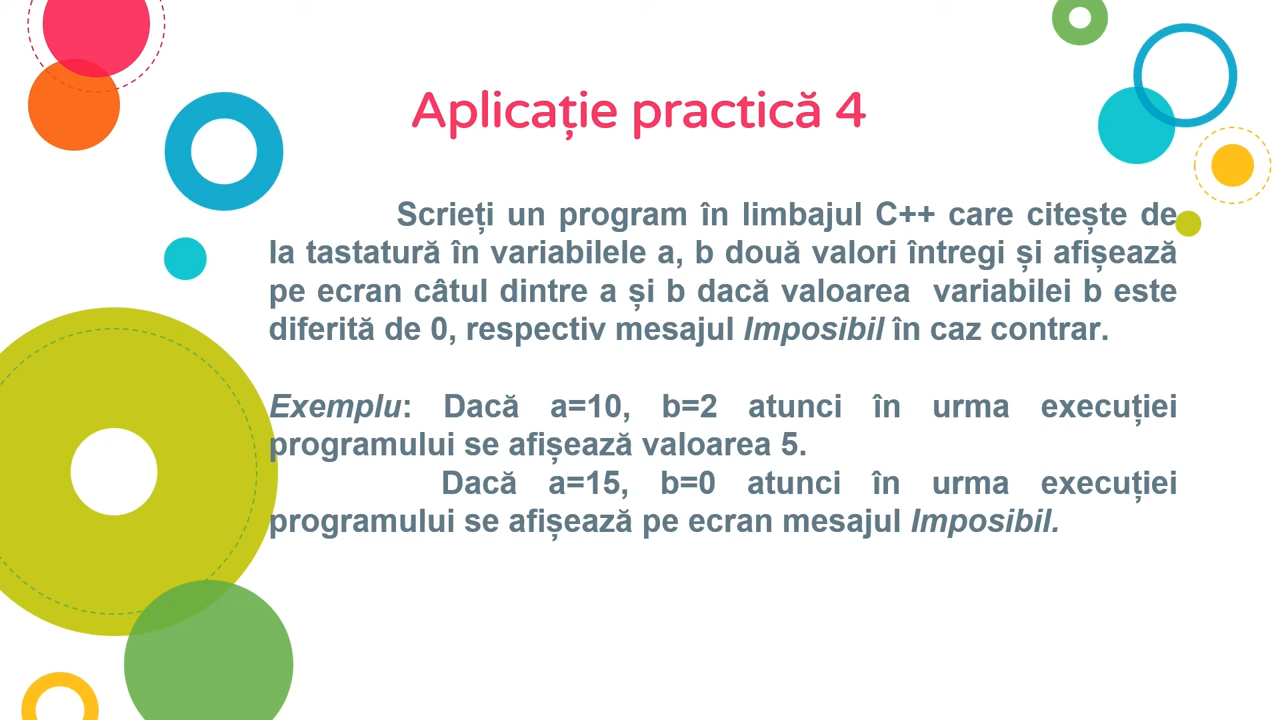 Aplicație practică 4
Scrieți un program în limbajul C++ care citește de
la tastatură în variabilele a, b două valori întregi și afișează
pe ecran câtul dintre a și b dacă valoarea variabilei b este
diferită de 0, respectiv mesajul Imposibil în caz contrar.
Exemplu: Dacă a=10, b=2 atunci în urma execuției
programului se afișează valoarea 5.
Dacă a=15, b=0 atunci în urma execuției
programului se afișează pe ecran mesajul Imposibil.